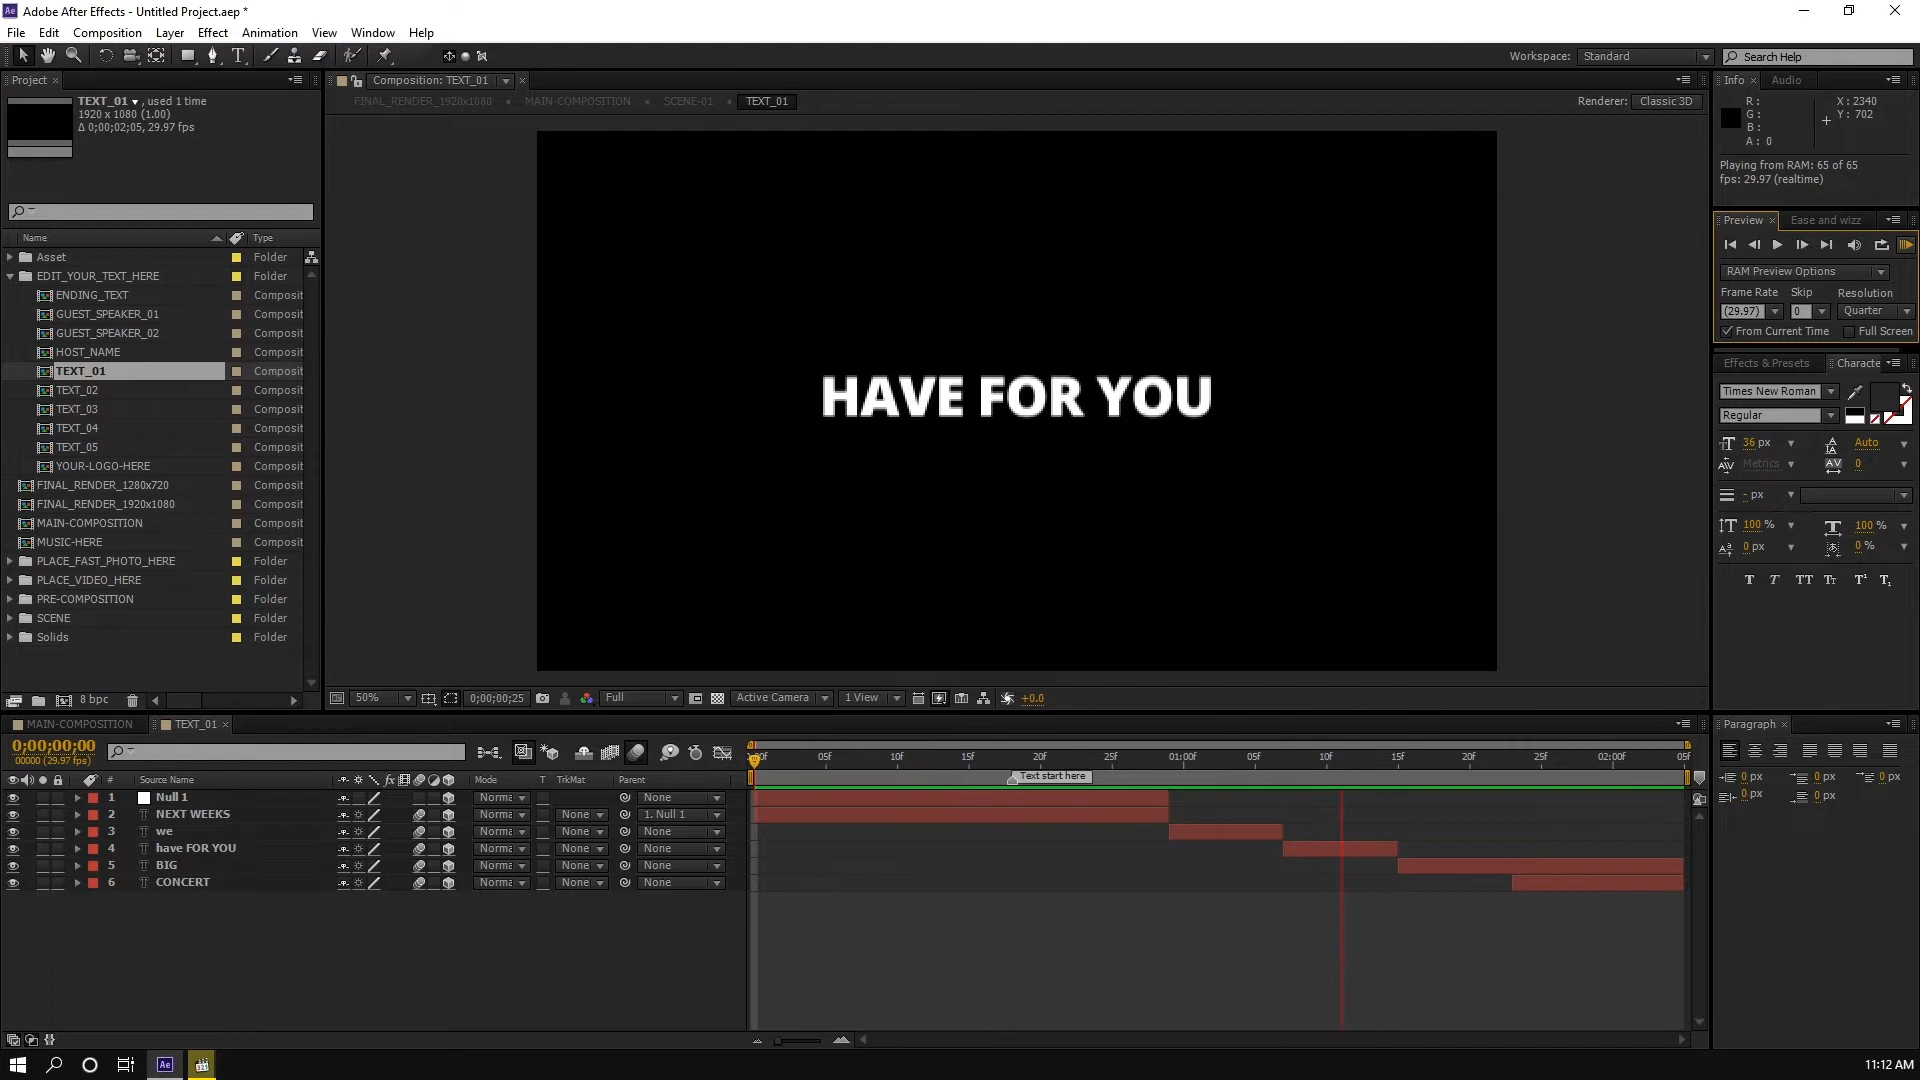 Adobe After Effects - Untitled Project.aep *
File Edit Composition Layer Effect Animation View Window Help
Workspace: Standard Search Help
Project
TEXT_01 , used 1 time
1920 x 1080 (1.00)
Δ 0;00;02;05, 29.97 fps
Name Type
Asset Folder
EDIT_YOUR_TEXT_HERE Folder
ENDING_TEXT Composit
GUEST_SPEAKER_01 Composit
GUEST_SPEAKER_02 Composit
HOST_NAME Composit
TEXT_01 Composit
TEXT_02 Composit
TEXT_03 Composit
TEXT_04 Composit
TEXT_05 Composit
YOUR-LOGO-HERE Composit
FINAL_RENDER_1280x720 Composit
FINAL_RENDER_1920x1080 Composit
MAIN-COMPOSITION Composit
MUSIC-HERE Composit
PLACE_FAST_PHOTO_HERE Folder
PLACE_VIDEO_HERE Folder
PRE-COMPOSITION Folder
SCENE Folder
Solids Folder
8 bpc
Composition: TEXT_01
FINAL_RENDER_1920x1080 MAIN-COMPOSITION SCENE-01 TEXT_01
Renderer: Classic 3D
HAVE FOR YOU
50% 0;00;00;25 Full Active Camera 1 View +0.0
Info Audio
R :
G :
B :
A : 0
X : 2340
Y : 702
Playing from RAM: 65 of 65
fps: 29.97 (realtime)
Preview Ease and wizz
RAM Preview Options
Frame Rate Skip Resolution
(29.97) 0 Quarter
From Current Time Full Screen
Effects & Presets Characte
Times New Roman
Regular
36 px Auto
Metrics 0
- px
100 % 100 %
0 px 0 %
T T TT Tt T¹ T₁
MAIN-COMPOSITION TEXT_01
0;00;00;00
00000 (29.97 fps)
# Source Name Mode T TrkMat Parent
1 Null 1 Norma None
2 NEXT WEEKS Norma None 1. Null 1
3 we Norma None None
4 have FOR YOU Norma None None
5 BIG Norma None None
6 CONCERT Norma None None
05f 10f 15f 20f 25f 01:00f 05f 10f 15f 20f 25f 02:00f 05f
Text start here
Paragraph
0 px 0 px 0 px
0 px 0 px
Ae
11:12 AM